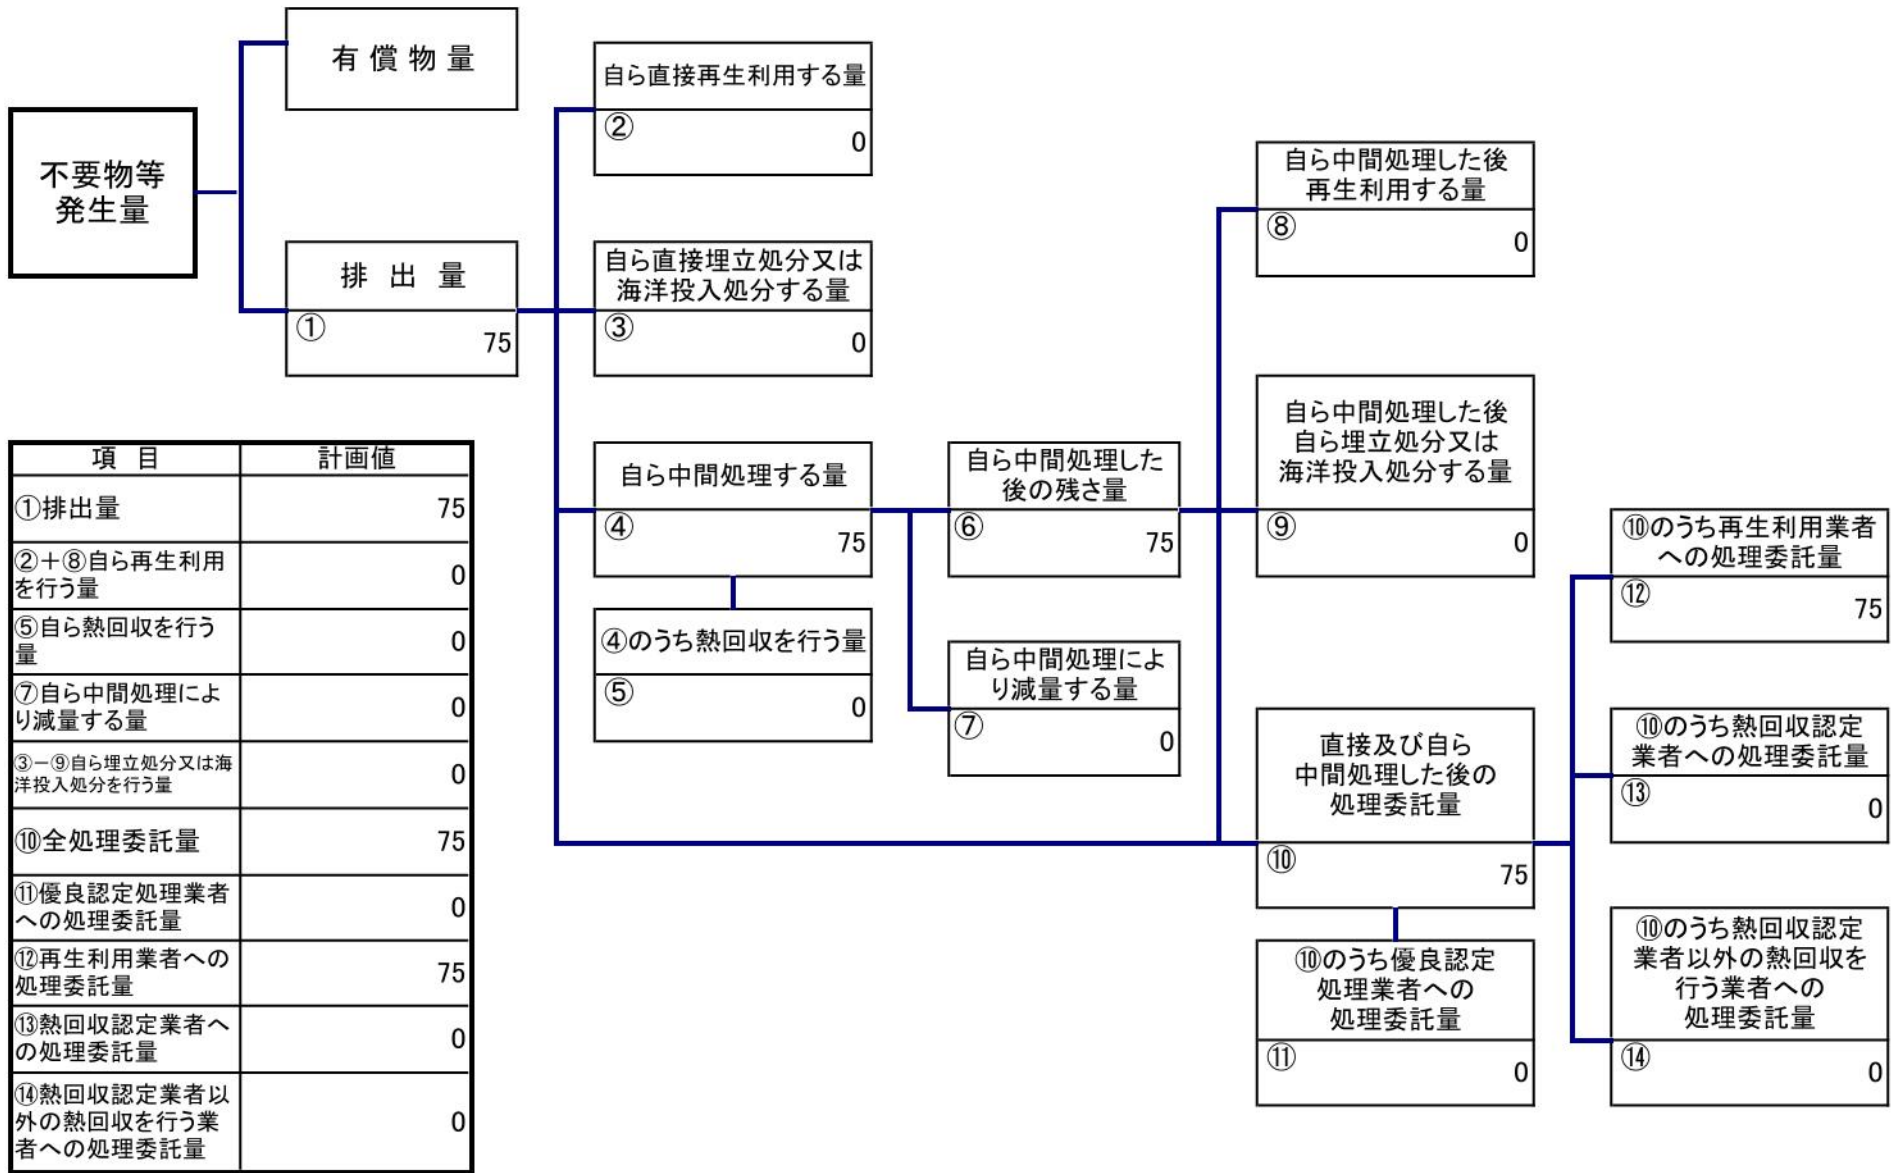 有 償 物 量
不要物等
発生量
排 出 量
①
75
自ら直接再生利用する量
②
0
自ら直接埋立処分又は
海洋投入処分する量
③
0
自ら中間処理する量
④
75
④のうち熱回収を行う量
⑤
0
自ら中間処理した
後の残さ量
⑥
75
自ら中間処理によ
り減量する量
⑦
0
自ら中間処理した後
再生利用する量
⑧
0
自ら中間処理した後
自ら埋立処分又は
海洋投入処分する量
⑨
0
直接及び自ら
中間処理した後の
処理委託量
⑩
75
⑩のうち優良認定
処理業者への
処理委託量
⑪
0
⑩のうち再生利用業者
への処理委託量
⑫
75
⑩のうち熱回収認定
業者への処理委託量
⑬
0
⑩のうち熱回収認定
業者以外の熱回収を
行う業者への
処理委託量
⑭
0
項 目 計画値
①排出量 75
②＋⑧自ら再生利用
を行う量 0
⑤自ら熱回収を行う
量 0
⑦自ら中間処理によ
り減量する量 0
③－⑨自ら埋立処分又は海
洋投入処分を行う量 0
⑩全処理委託量 75
⑪優良認定処理業者
への処理委託量 0
⑫再生利用業者への
処理委託量 75
⑬熱回収認定業者へ
の処理委託量 0
⑭熱回収認定業者以
外の熱回収を行う業
者への処理委託量 0